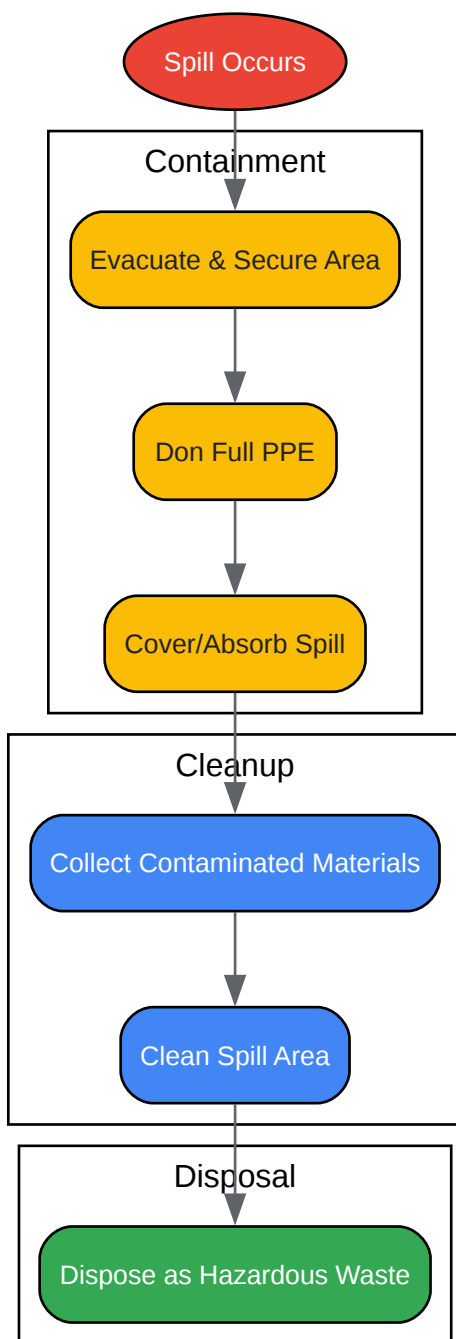 Spill Occurs
Containment
Evacuate & Secure Area
Don Full PPE
Cover/Absorb Spill
Cleanup
Collect Contaminated Materials
Clean Spill Area
Disposal
Dispose as Hazardous Waste